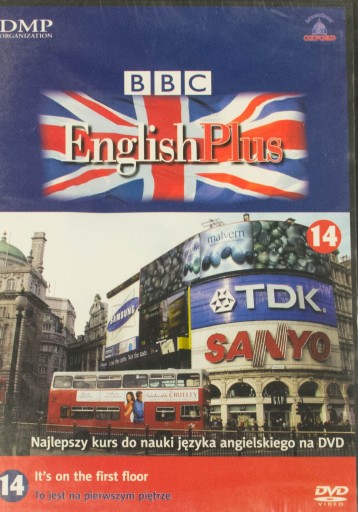 DMP
ORGANIZATION
OXFORD
BBC
EnglishPlus
14
malvern
SAMSUNG
TDK
SANYO
Najlepszy kurs do nauki języka angielskiego na DVD
14
It's on the first floor
To jest na pierwszym piętrze
DVD
VIDEO